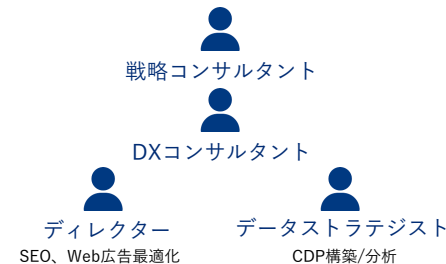 戦略コンサルタント
DXコンサルタント
ディレクター
SEO、Web広告最適化
データストラテジスト
CDP構築/分析